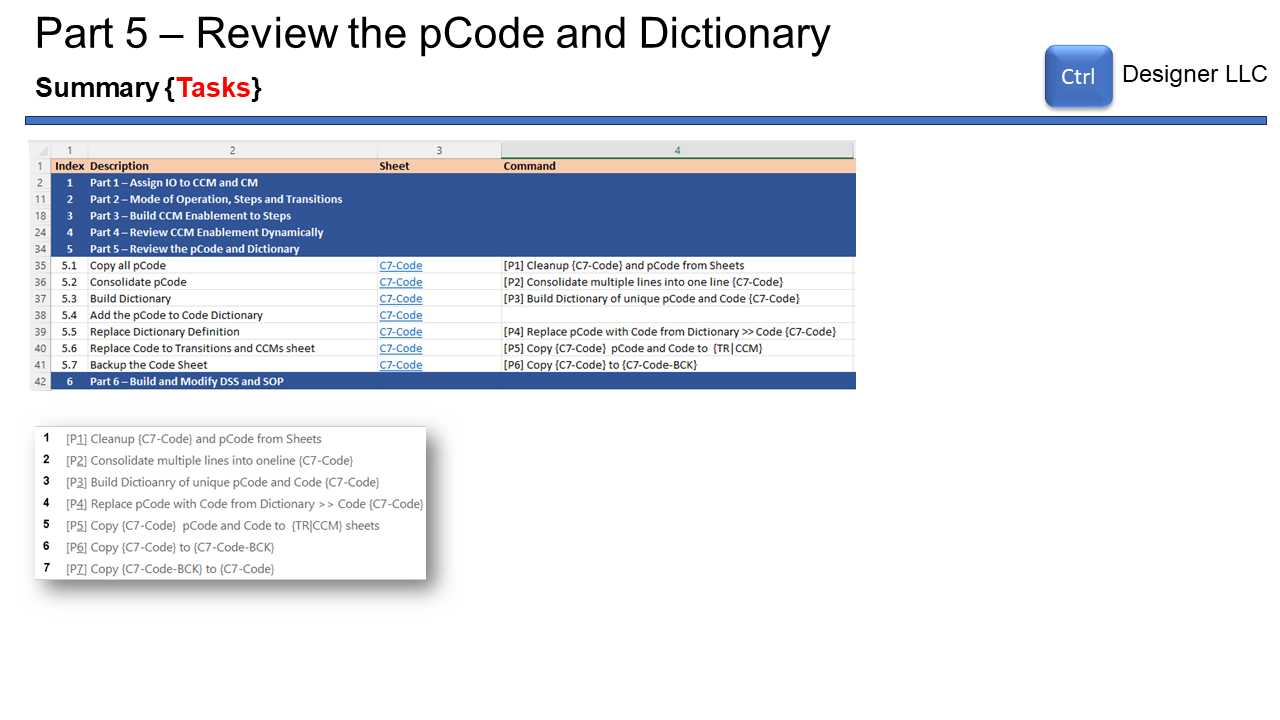 Part 5 – Review the pCode and Dictionary
Summary {Tasks}
Ctrl Designer LLC
1 2 3 4
1 Index Description Sheet Command
2 1 Part 1 – Assign IO to CCM and CM
11 2 Part 2 – Mode of Operation, Steps and Transitions
18 3 Part 3 – Build CCM Enablement to Steps
24 4 Part 4 – Review CCM Enablement Dynamically
34 5 Part 5 – Review the pCode and Dictionary
35 5.1 Copy all pCode C7-Code [P1] Cleanup {C7-Code} and pCode from Sheets
36 5.2 Consolidate pCode C7-Code [P2] Consolidate multiple lines into one line {C7-Code}
37 5.3 Build Dictionary C7-Code [P3] Build Dictionary of unique pCode and Code {C7-Code}
38 5.4 Add the pCode to Code Dictionary C7-Code
39 5.5 Replace Dictionary Definition C7-Code [P4] Replace pCode with Code from Dictionary >> Code {C7-Code}
40 5.6 Replace Code to Transitions and CCMs sheet C7-Code [P5] Copy {C7-Code} pCode and Code to {TR|CCM}
41 5.7 Backup the Code Sheet C7-Code [P6] Copy {C7-Code} to {C7-Code-BCK}
42 6 Part 6 – Build and Modify DSS and SOP
1 [P1] Cleanup {C7-Code} and pCode from Sheets
2 [P2] Consolidate multiple lines into oneline {C7-Code}
3 [P3] Build Dictioanry of unique pCode and Code {C7-Code}
4 [P4] Replace pCode with Code from Dictionary >> Code {C7-Code}
5 [P5] Copy {C7-Code} pCode and Code to {TR|CCM} sheets
6 [P6] Copy {C7-Code} to {C7-Code-BCK}
7 [P7] Copy {C7-Code-BCK} to {C7-Code}